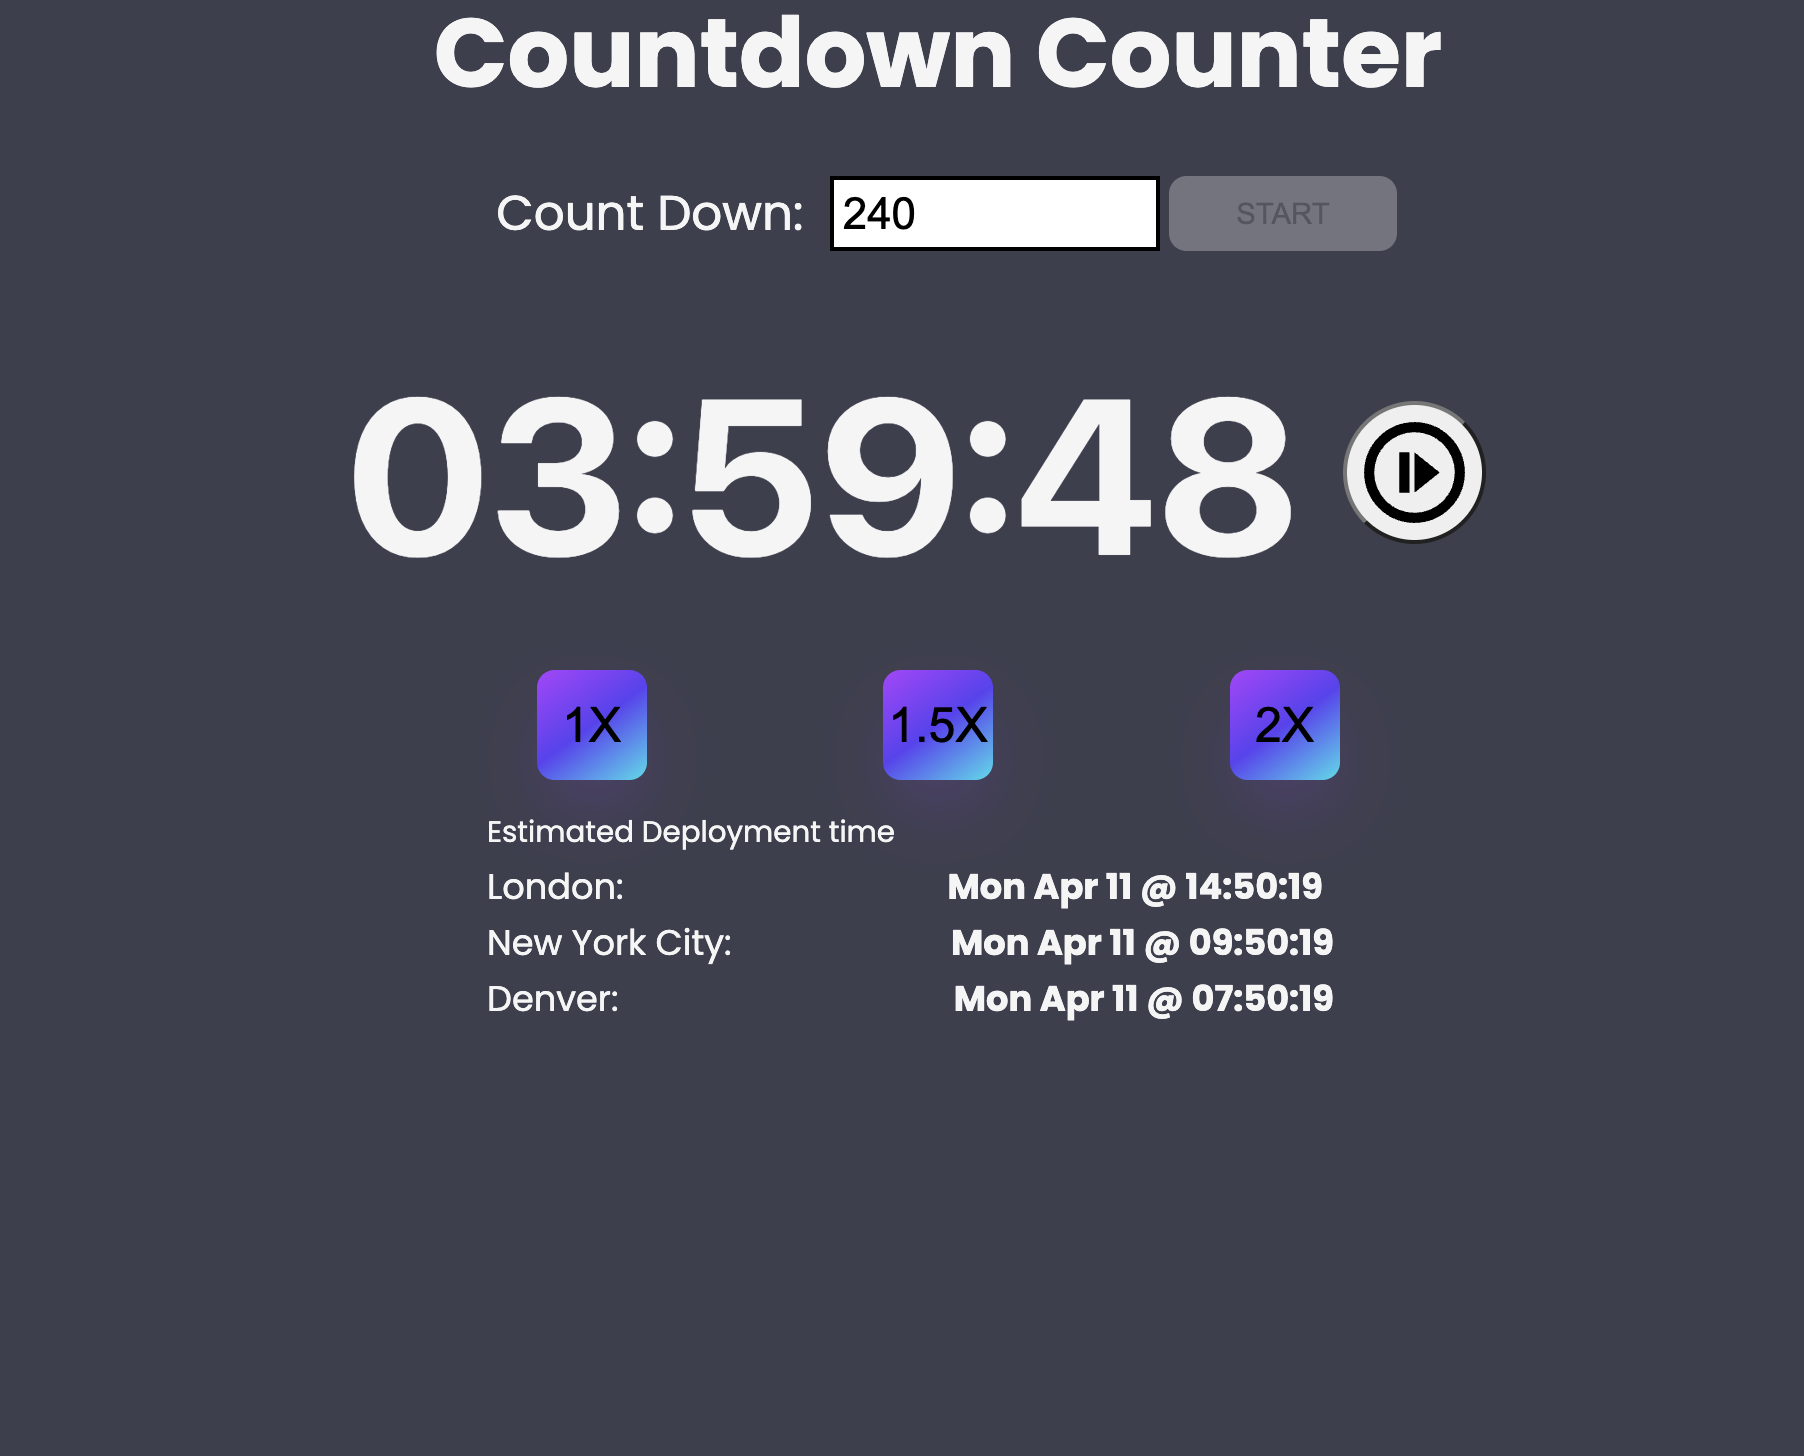 Countdown Counter
Count Down: 240 START
03:59:48
1X 1.5X 2X
Estimated Deployment time
London: Mon Apr 11 @ 14:50:19
New York City: Mon Apr 11 @ 09:50:19
Denver: Mon Apr 11 @ 07:50:19